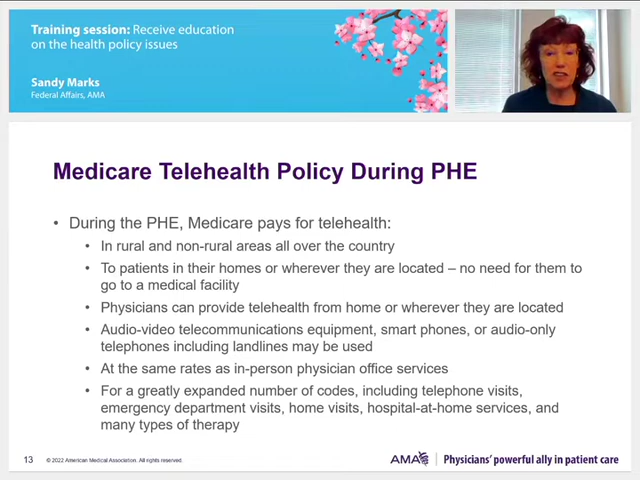 Training session: Receive education
on the health policy issues
Sandy Marks
Federal Affairs, AMA
Medicare Telehealth Policy During PHE
• During the PHE, Medicare pays for telehealth:
• In rural and non-rural areas all over the country
• To patients in their homes or wherever they are located – no need for them to
go to a medical facility
• Physicians can provide telehealth from home or wherever they are located
• Audio-video telecommunications equipment, smart phones, or audio-only
telephones including landlines may be used
• At the same rates as in-person physician office services
• For a greatly expanded number of codes, including telephone visits,
emergency department visits, home visits, hospital-at-home services, and
many types of therapy
13 © 2022 American Medical Association. All rights reserved.
AMA Physicians' powerful ally in patient care